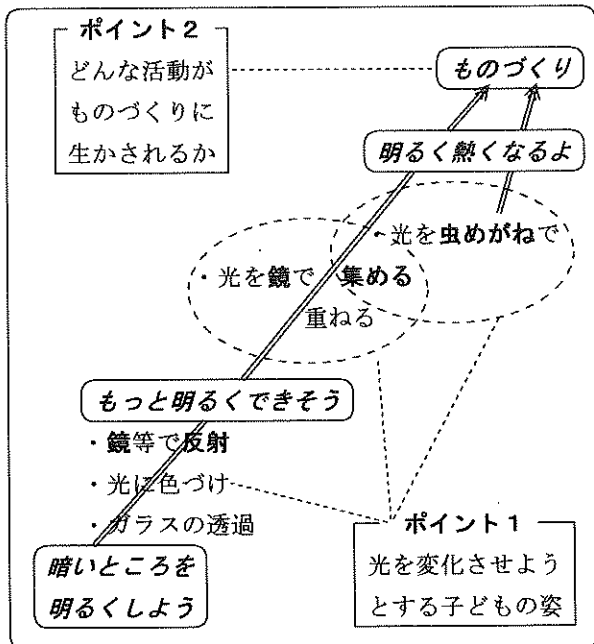 ポイント2
どんな活動が
ものづくりに
生かされるか
ものづくり
明るく熱くなるよ
・光を虫めがねで
・光を鏡で 集める
重ねる
もっと明るくできそう
・鏡等で反射
・光に色づけ
・ガラスの透過
暗いところを
明るくしよう
ポイント1
光を変化させよう
とする子どもの姿